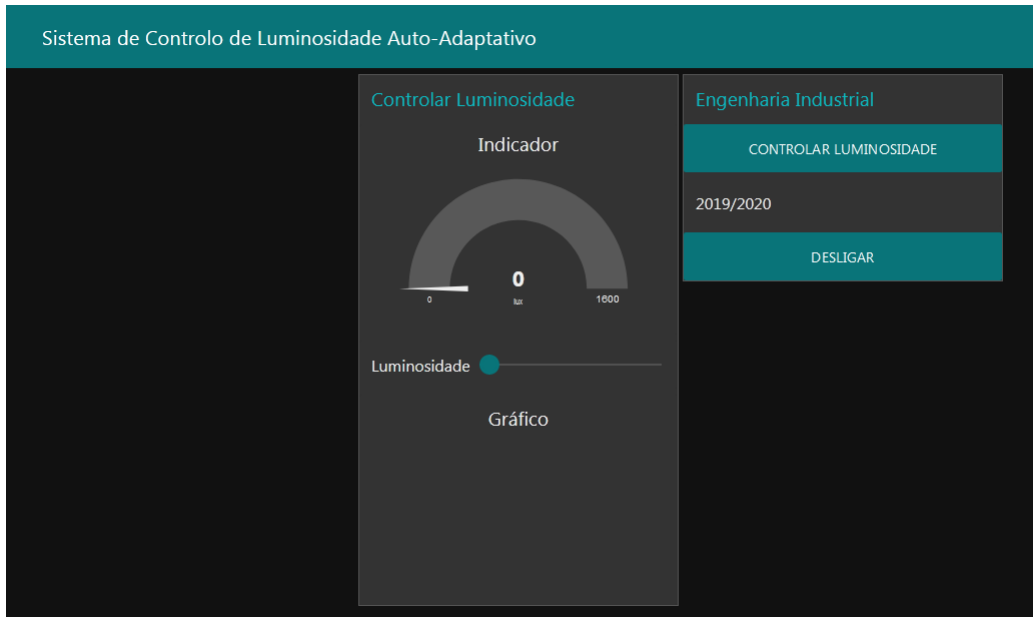 Sistema de Controlo de Luminosidade Auto-Adaptativo
Controlar Luminosidade
Indicador
0
lux
0
1600
Luminosidade
Gráfico
Engenharia Industrial
CONTROLAR LUMINOSIDADE
2019/2020
DESLIGAR